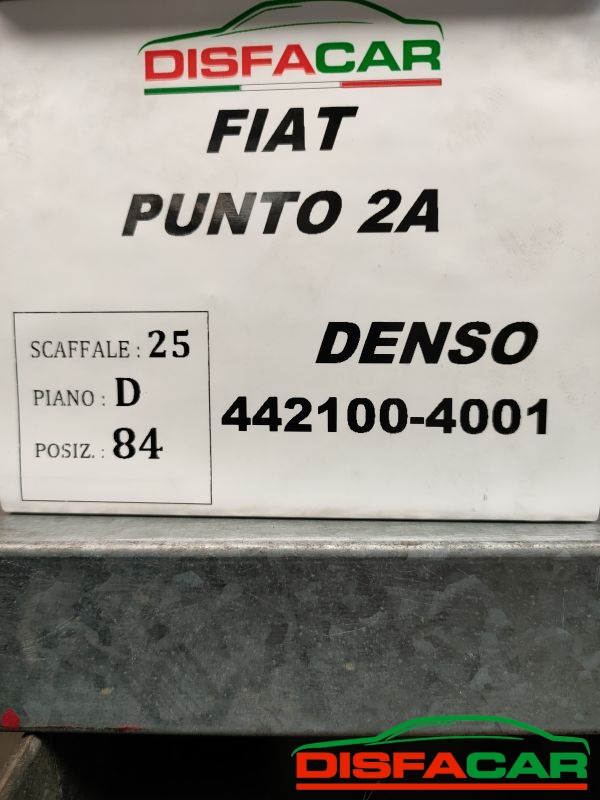 DISFACAR
FIAT
PUNTO 2A
DENSO
442100-4001
SCAFFALE : 25
PIANO : D
POSIZ. : 84
DISFACAR